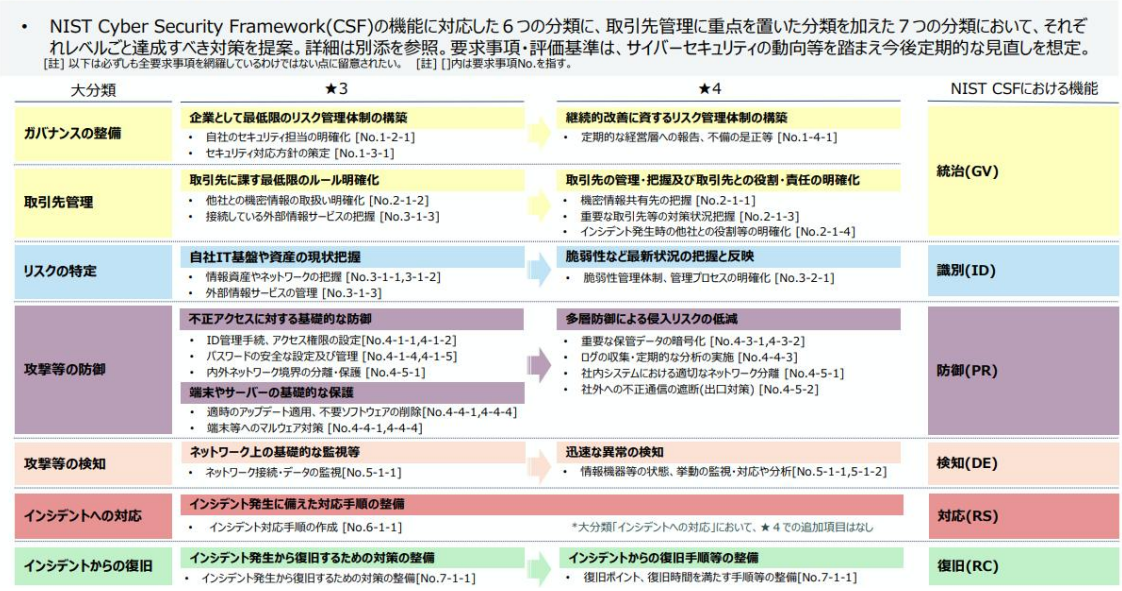 • NIST Cyber Security Framework(CSF)の機能に対応した６つの分類に、取引先管理に重点を置いた分類を加えた７つの分類において、それぞ
れレベルごと達成すべき対策を提案。詳細は別添を参照。要求事項・評価基準は、サイバーセキュリティの動向等を踏まえ今後定期的な見直しを想定。
[註] 以下は必ずしも全要求事項を網羅しているわけではない点に留意されたい。 [註] []内は要求事項No.を指す。
大分類
★3
★4
NIST CSFにおける機能
ガバナンスの整備
企業として最低限のリスク管理体制の構築
• 自社のセキュリティ担当の明確化 [No.1-2-1]
• セキュリティ対応方針の策定 [No.1-3-1]
継続的改善に資するリスク管理体制の構築
• 定期的な経営層への報告、不備の是正等 [No.1-4-1]
統治(GV)
取引先管理
取引先に課す最低限のルール明確化
• 他社との機密情報の取扱い明確化 [No.2-1-2]
• 接続している外部情報サービスの把握 [No.3-1-3]
取引先の管理・把握及び取引先との役割・責任の明確化
• 機密情報共有先の把握 [No.2-1-1]
• 重要な取引先等の対策状況把握 [No.2-1-3]
• インシデント発生時の他社との役割等の明確化 [No.2-1-4]
リスクの特定
自社IT基盤や資産の現状把握
• 情報資産やネットワークの把握 [No.3-1-1,3-1-2]
• 外部情報サービスの管理 [No.3-1-3]
脆弱性など最新状況の把握と反映
• 脆弱性管理体制、管理プロセスの明確化 [No.3-2-1]
識別(ID)
攻撃等の防御
不正アクセスに対する基礎的な防御
• ID管理手続、アクセス権限の設定[No.4-1-1,4-1-2]
• パスワードの安全な設定及び管理 [No.4-1-4,4-1-5]
• 内外ネットワーク境界の分離・保護 [No.4-5-1]
端末やサーバーの基礎的な保護
• 適時のアップデート適用、不要ソフトウェアの削除[No.4-4-1,4-4-4]
• 端末等へのマルウェア対策 [No.4-4-1,4-4-4]
多層防御による侵入リスクの低減
• 重要な保管データの暗号化 [No.4-3-1,4-3-2]
• ログの収集・定期的な分析の実施 [No.4-4-3]
• 社内システムにおける適切なネットワーク分離 [No.4-5-1]
• 社外への不正通信の遮断(出口対策) [No.4-5-2]
防御(PR)
攻撃等の検知
ネットワーク上の基礎的な監視等
• ネットワーク接続・データの監視[No.5-1-1]
迅速な異常の検知
• 情報機器等の状態、挙動の監視・対応や分析[No.5-1-1,5-1-2]
検知(DE)
インシデントへの対応
インシデント発生に備えた対応手順の整備
• インシデント対応手順の作成 [No.6-1-1]
*大分類「インシデントへの対応」において、★４での追加項目はなし
対応(RS)
インシデントからの復旧
インシデント発生から復旧するための対策の整備
• インシデント発生から復旧するための対策の整備[No.7-1-1]
インシデントからの復旧手順等の整備
• 復旧ポイント、復旧時間を満たす手順等の整備[No.7-1-1]
復旧(RC)